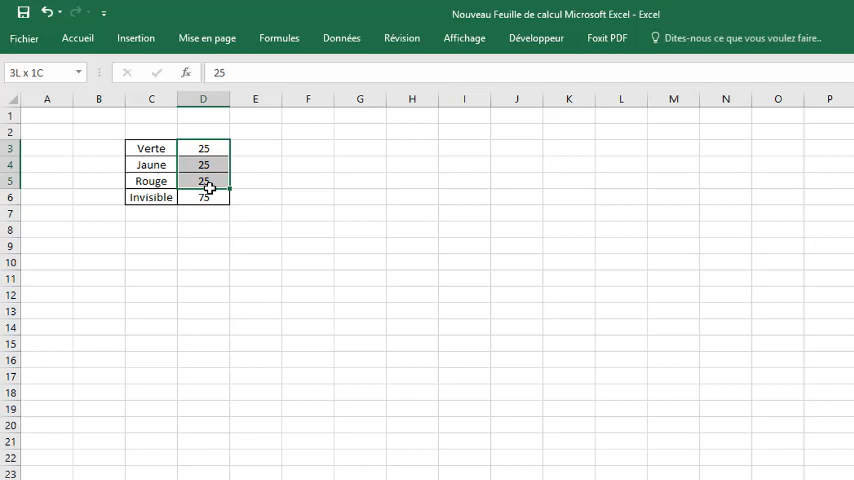 Nouveau Feuille de calcul Microsoft Excel - Excel
Fichier Accueil Insertion Mise en page Formules Données Révision Affichage Développeur Foxit PDF Dites-nous ce que vous voulez faire..
3L x 1C fx 25
A B C D E F G H I J K L M N O P
1
2
3 Verte 25
4 Jaune 25
5 Rouge 25
6 Invisible 75
7
8
9
10
11
12
13
14
15
16
17
18
19
20
21
22
23